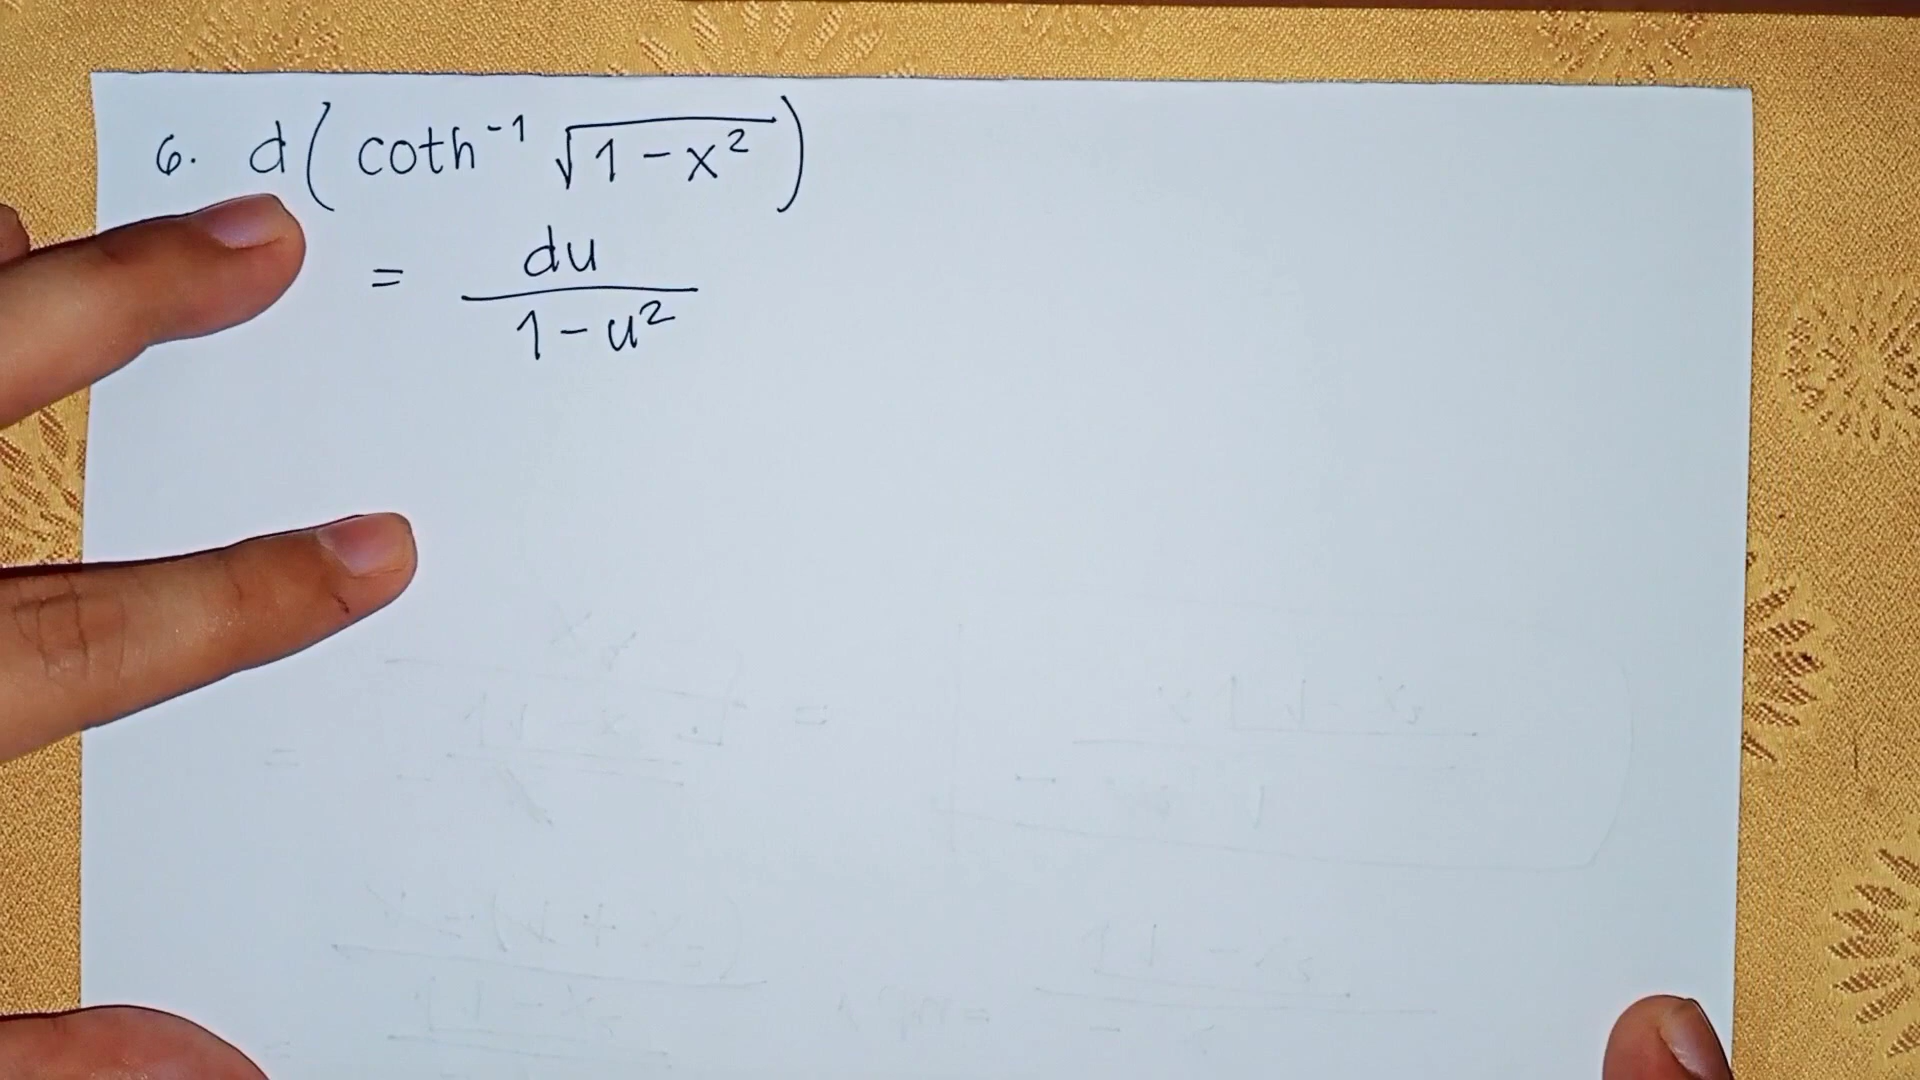 6. d(coth⁻¹ √(1-x²))
= du/(1-u²)